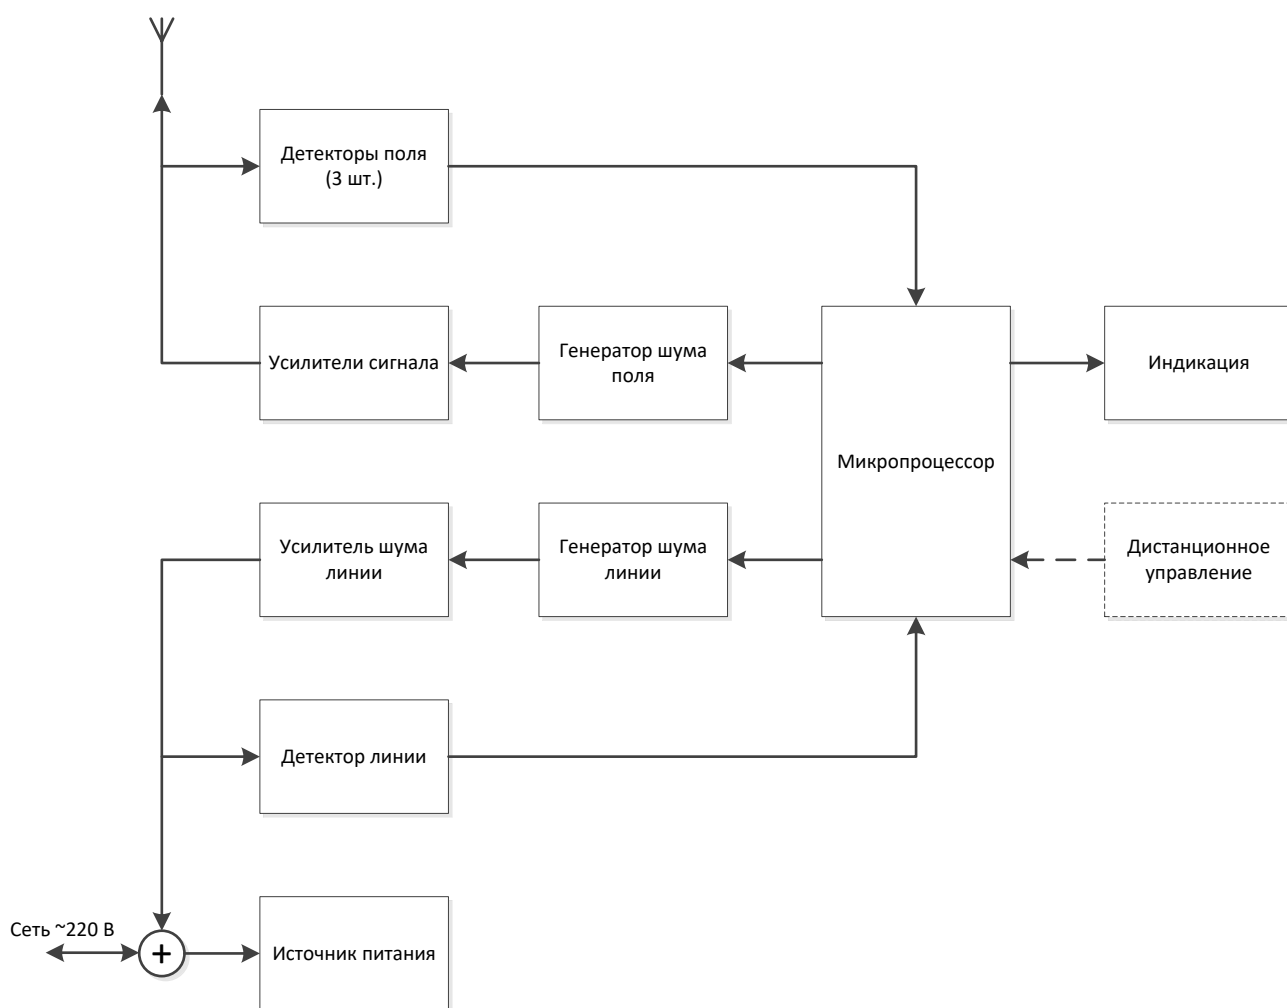 Детекторы поля
(3 шт.)
Усилители сигнала
Генератор шума
поля
Микропроцессор
Индикация
Усилитель шума
линии
Генератор шума
линии
Дистанционное
управление
Детектор линии
Сеть ~220 В
+
Источник питания